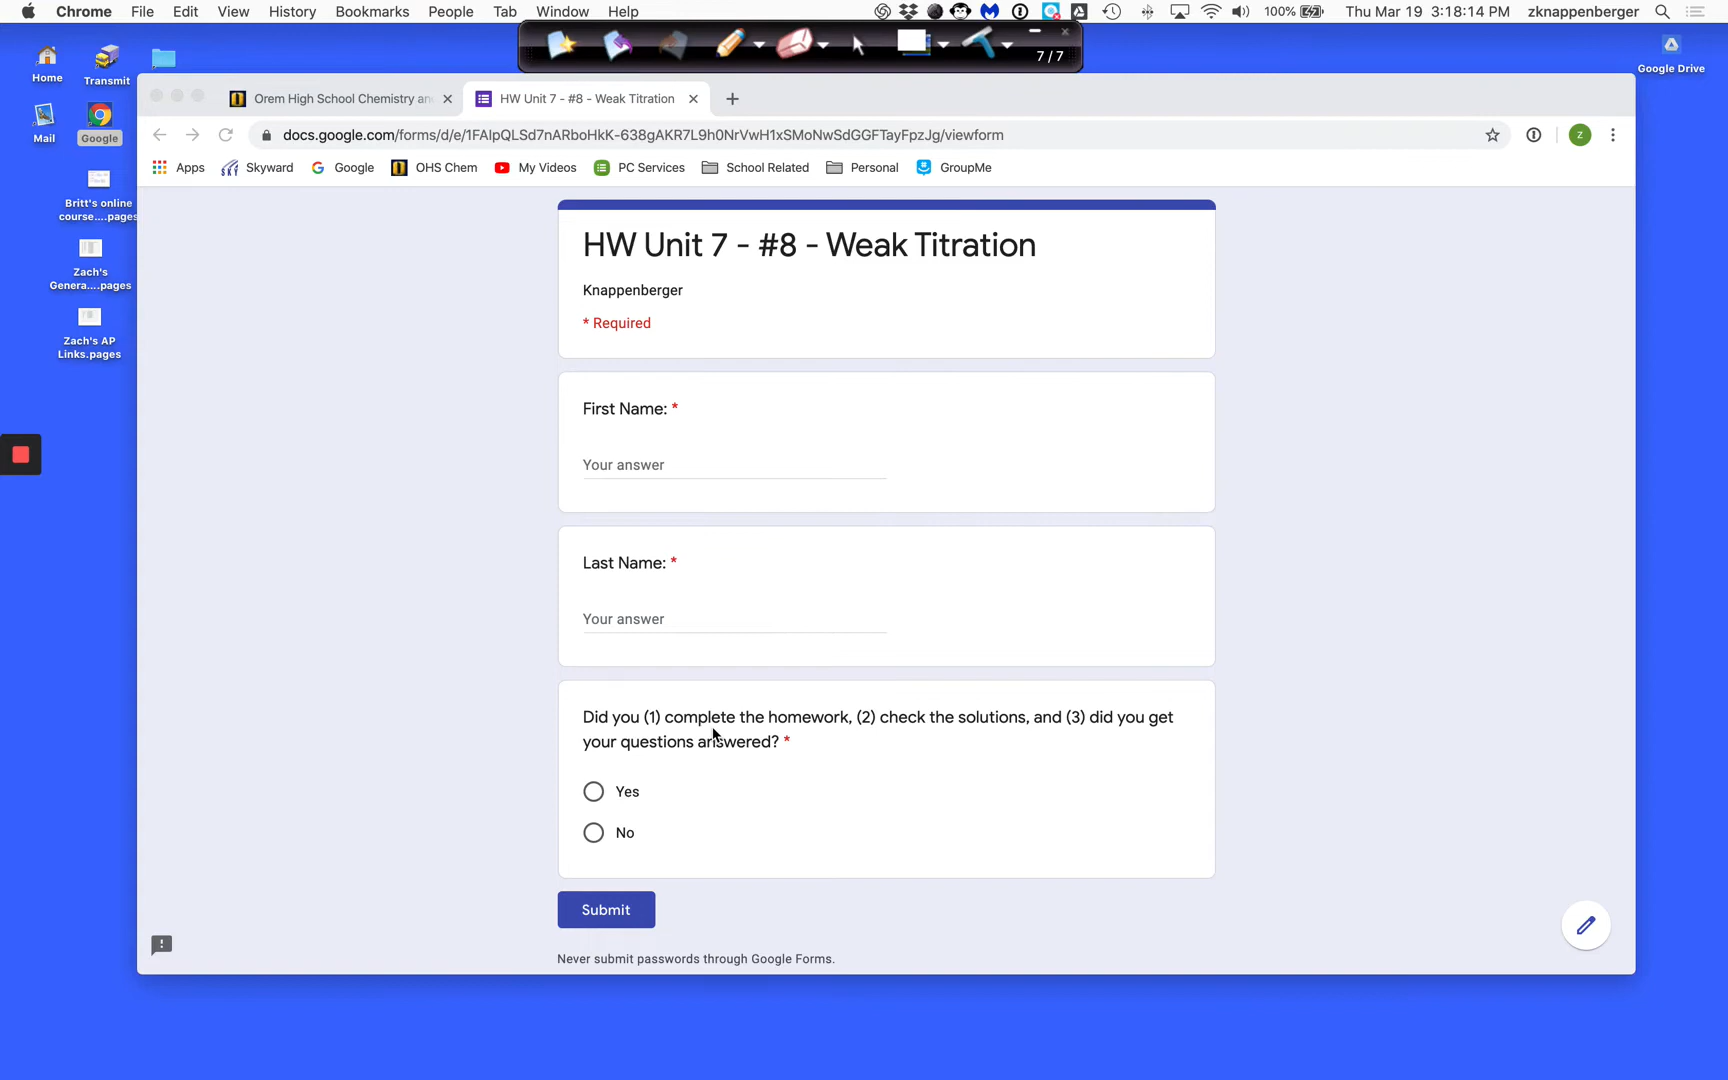 Chrome File Edit View History Bookmarks People Tab Window Help 100% Thu Mar 19 3:18:14 PM zknappenberger
7/7
Home
Transmit
Google Drive
Mail
Google
Britt's online
course....pages
Zach's
Genera....pages
Zach's AP
Links.pages
Orem High School Chemistry an
HW Unit 7 - #8 - Weak Titration
docs.google.com/forms/d/e/1FAIpQLSd7nARboHkK-638gAKR7L9h0NrVwH1xSMoNwSdGGFTayFpzJg/viewform
Z
Apps Skyward Google OHS Chem My Videos PC Services School Related Personal GroupMe
HW Unit 7 - #8 - Weak Titration
Knappenberger
* Required
First Name: *
Your answer
Last Name: *
Your answer
Did you (1) complete the homework, (2) check the solutions, and (3) did you get
your questions answered? *
Yes
No
Submit
Never submit passwords through Google Forms.